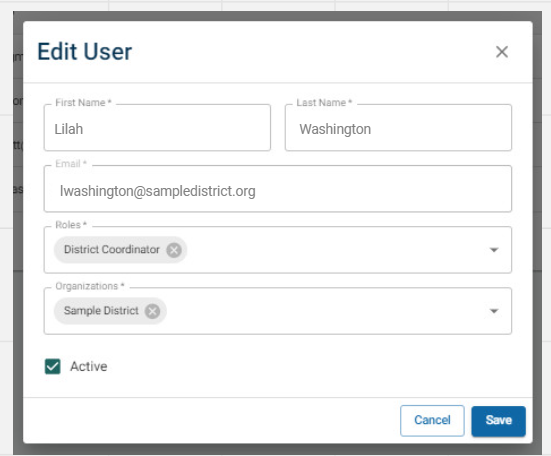 Edit User
First Name *
Last Name *
Lilah
Washington
Email *
lwashington@sampledistrict.org
Roles *
District Coordinator
Organizations *
Sample District
Active
Cancel
Save